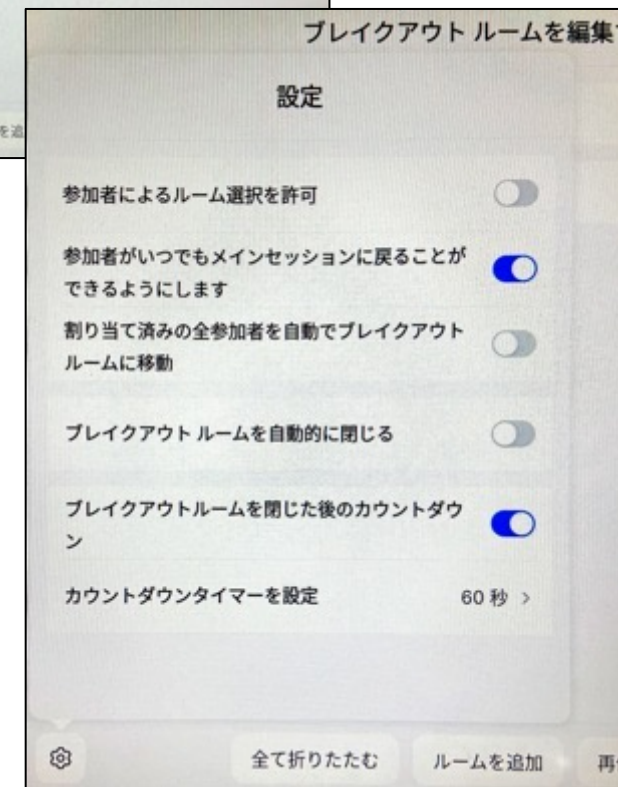 ブレイクアウト ルームを編集
設定
を追
参加者によるルーム選択を許可
参加者がいつでもメインセッションに戻ることが
できるようにします
割り当て済みの全参加者を自動でブレイクアウト
ルームに移動
ブレイクアウト ルームを自動的に閉じる
ブレイクアウトルームを閉じた後のカウントダウ
ン
カウントダウンタイマーを設定 60 秒 >
全て折りたたむ ルームを追加 再